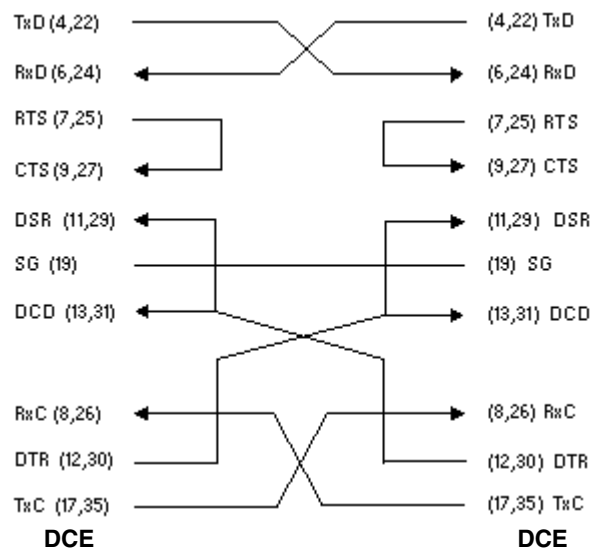 TxD (4,22) (4,22) TxD
RxD (6,24) (6,24) RxD
RTS (7,25) (7,25) RTS
CTS (9,27) (9,27) CTS
DSR (11,29) (11,29) DSR
SG (19) (19) SG
DCD (13,31) (13,31) DCD
RxC (8,26) (8,26) RxC
DTR (12,30) (12,30) DTR
TxC (17,35) (17,35) TxC
DCE DCE